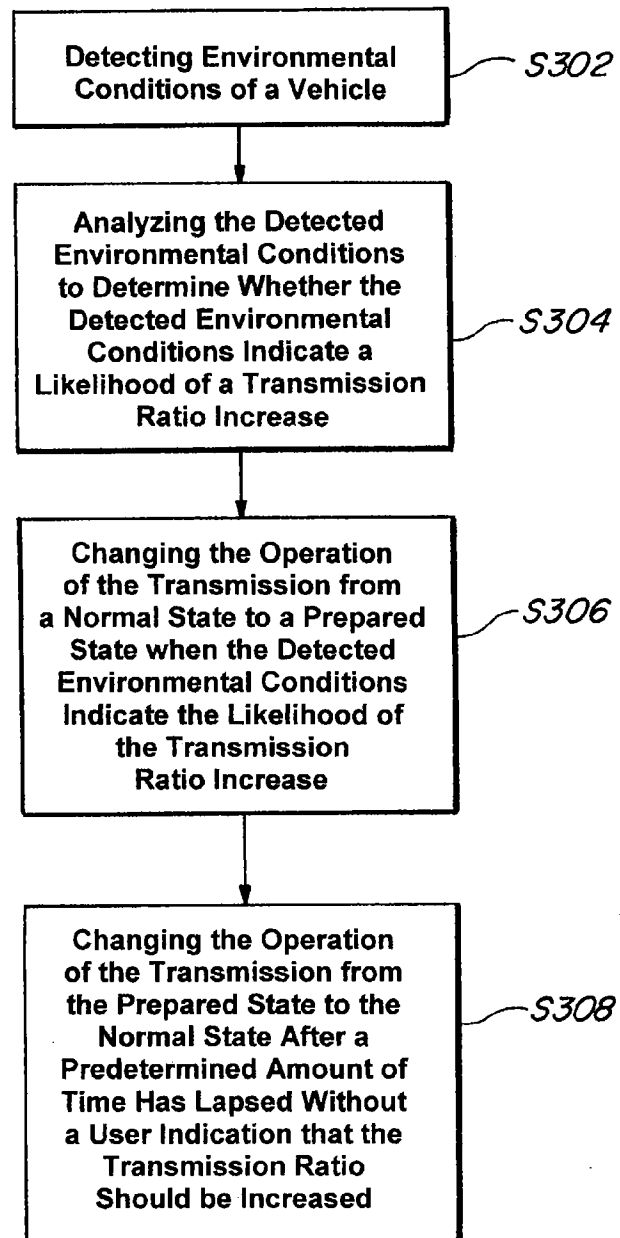 Detecting Environmental
Conditions of a Vehicle
S302
Analyzing the Detected
Environmental Conditions
to Determine Whether the
Detected Environmental
Conditions Indicate a
Likelihood of a Transmission
Ratio Increase
S304
Changing the Operation
of the Transmission from
a Normal State to a Prepared
State when the Detected
Environmental Conditions
Indicate the Likelihood of
the Transmission
Ratio Increase
S306
Changing the Operation
of the Transmission from
the Prepared State to the
Normal State After a
Predetermined Amount of
Time Has Lapsed Without
a User Indication that the
Transmission Ratio
Should be Increased
S308